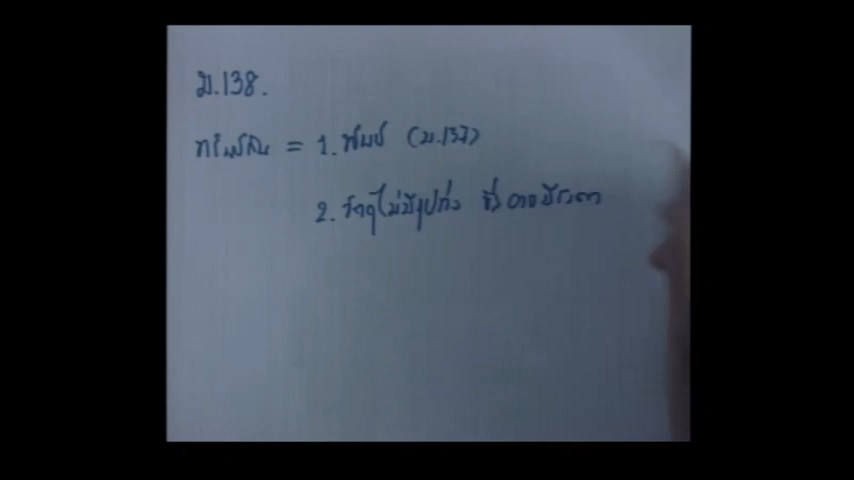 ม.138.
ทรัพย์สิน = 1. ทรัพย์ (ม.137)
2. วัตถุไม่มีรูปร่าง ซึ่งอาจมีราคา